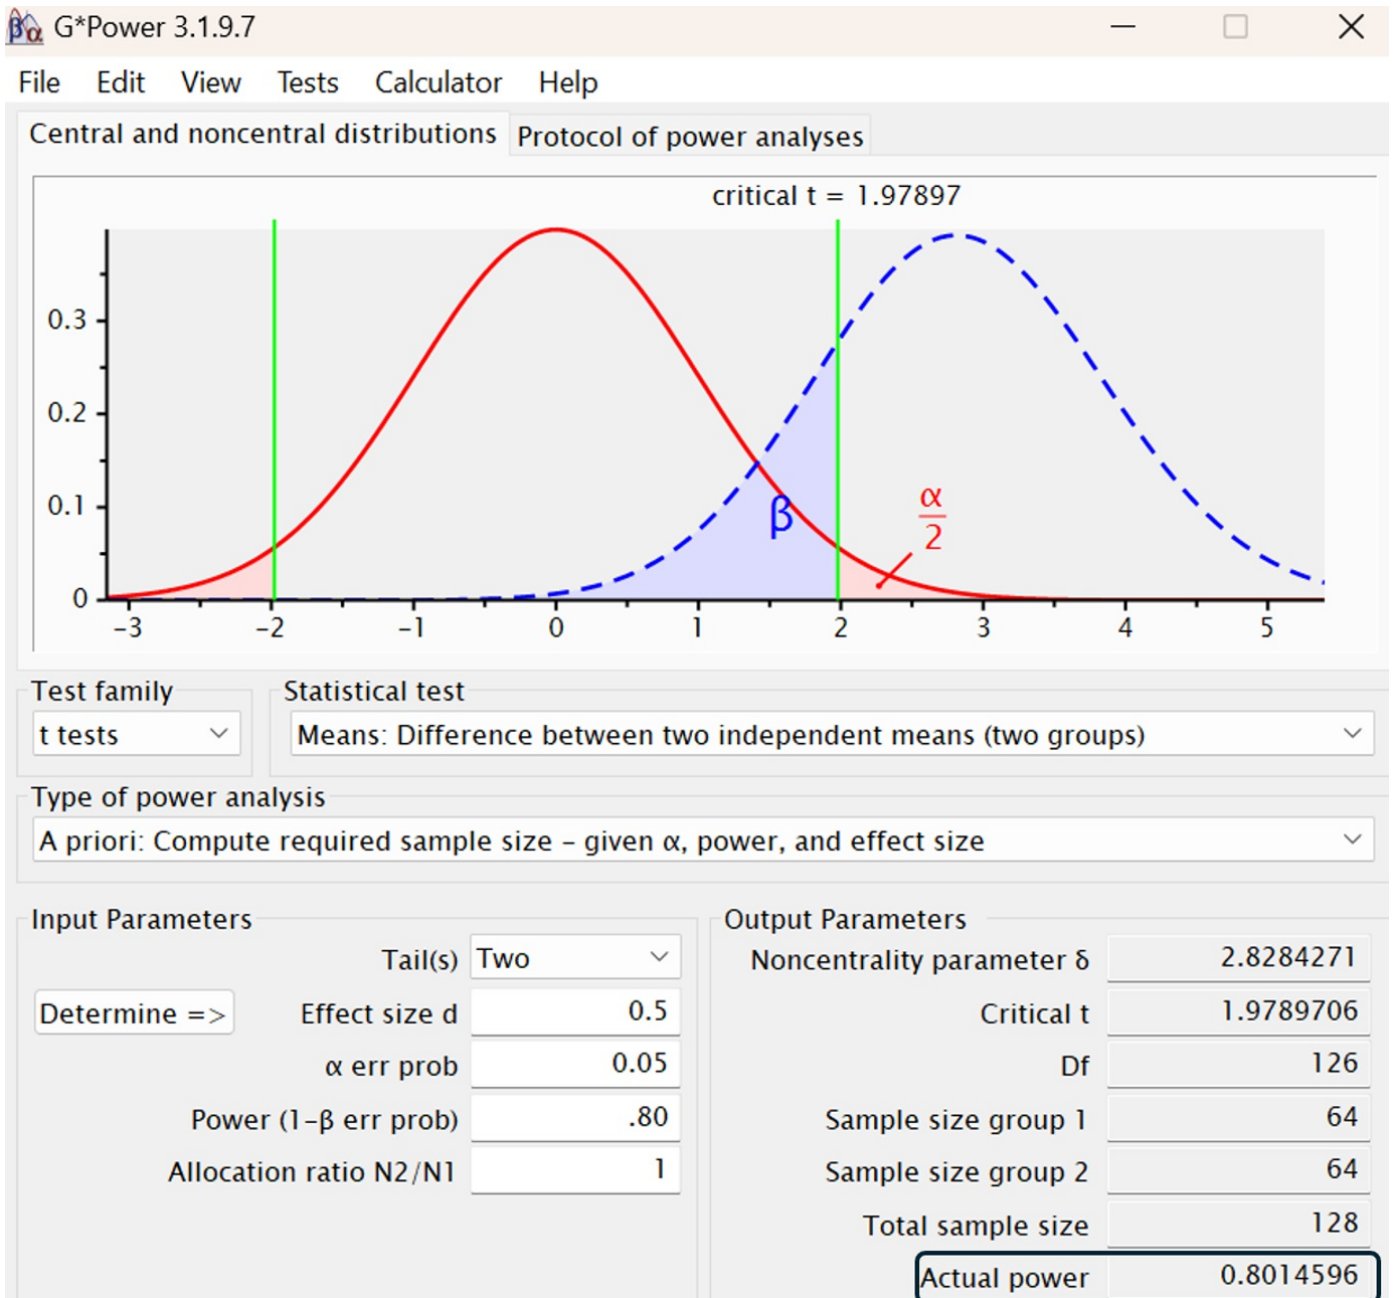 G*Power 3.1.9.7
File Edit View Tests Calculator Help
Central and noncentral distributions Protocol of power analyses
critical t = 1.97897
0.3
0.2
0.1
0
β
α
2
−3 −2 −1 0 1 2 3 4 5
Test family
t tests
Statistical test
Means: Difference between two independent means (two groups)
Type of power analysis
A priori: Compute required sample size – given α, power, and effect size
Input Parameters
Tail(s) Two
Determine => Effect size d 0.5
α err prob 0.05
Power (1−β err prob) .80
Allocation ratio N2/N1 1
Output Parameters
Noncentrality parameter δ 2.8284271
Critical t 1.9789706
Df 126
Sample size group 1 64
Sample size group 2 64
Total sample size 128
Actual power 0.8014596